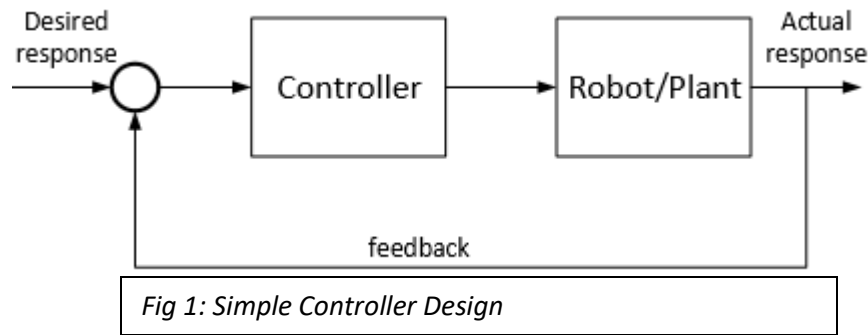 Desired
response
Controller
Robot/Plant
Actual
response
feedback
Fig 1: Simple Controller Design